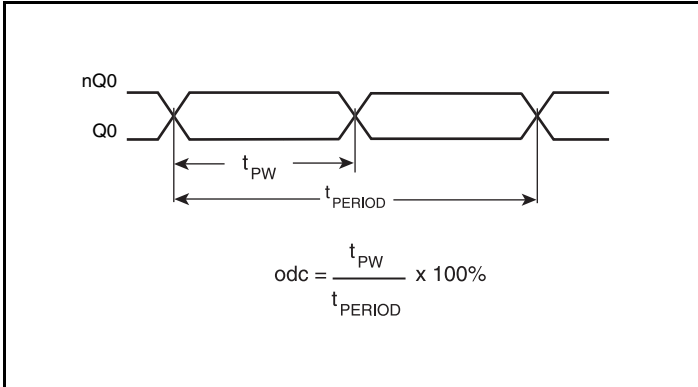 nQ0
Q0
tPW
tPERIOD
odc = tPW / tPERIOD x 100%